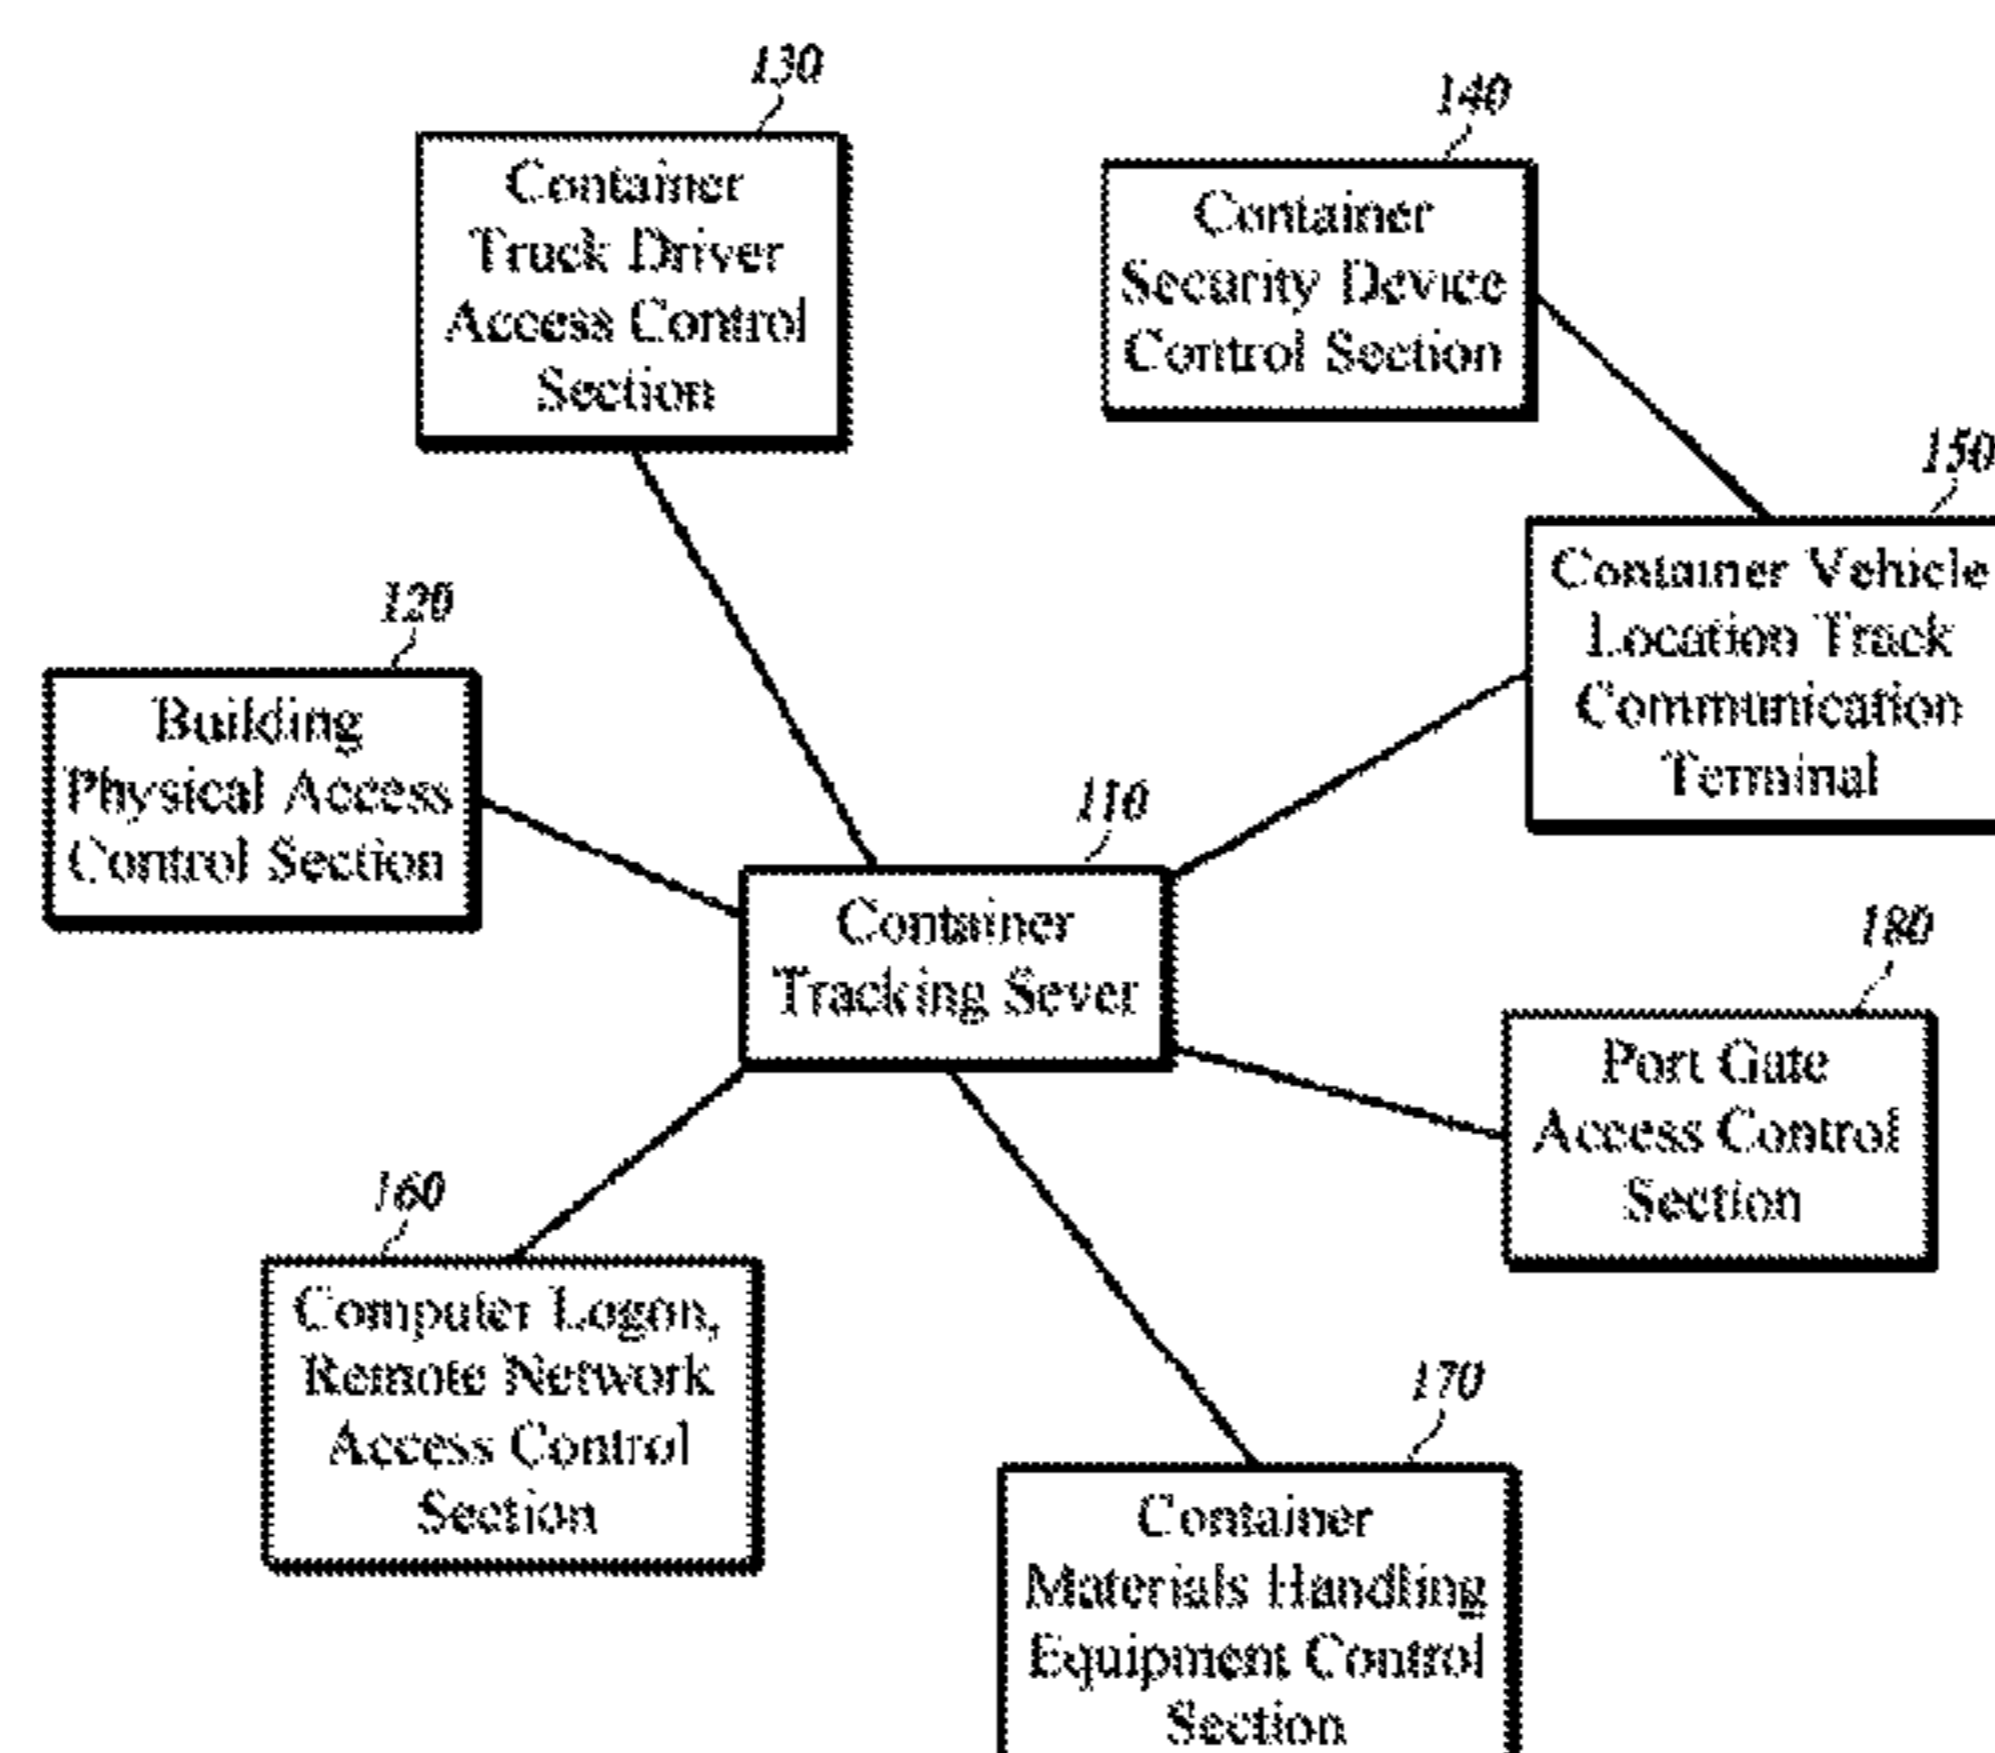 130
Container
Truck Driver
Access Control
Section
140
Container
Security Device
Control Section
150
Container Vehicle
Location Track
Communication
Terminal
120
Building
Physical Access
Control Section
110
Container
Tracking Sever
180
Port Gate
Access Control
Section
160
Computer Logon,
Remote Network
Access Control
Section
170
Container
Materials Handling
Equipment Control
Section